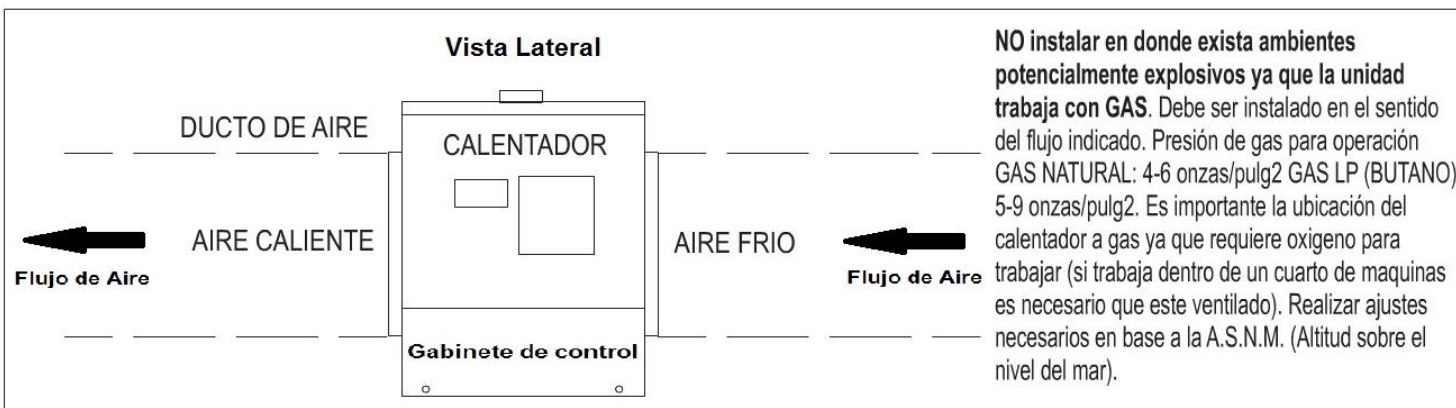 Vista Lateral
DUCTO DE AIRE
CALENTADOR
AIRE CALIENTE
AIRE FRIO
Flujo de Aire
Flujo de Aire
Gabinete de control
NO instalar en donde exista ambientes
potencialmente explosivos ya que la unidad
trabaja con GAS. Debe ser instalado en el sentido
del flujo indicado. Presión de gas para operación
GAS NATURAL: 4-6 onzas/pulg2 GAS LP (BUTANO)
5-9 onzas/pulg2. Es importante la ubicación del
calentador a gas ya que requiere oxigeno para
trabajar (si trabaja dentro de un cuarto de maquinas
es necesario que este ventilado). Realizar ajustes
necesarios en base a la A.S.N.M. (Altitud sobre el
nivel del mar).